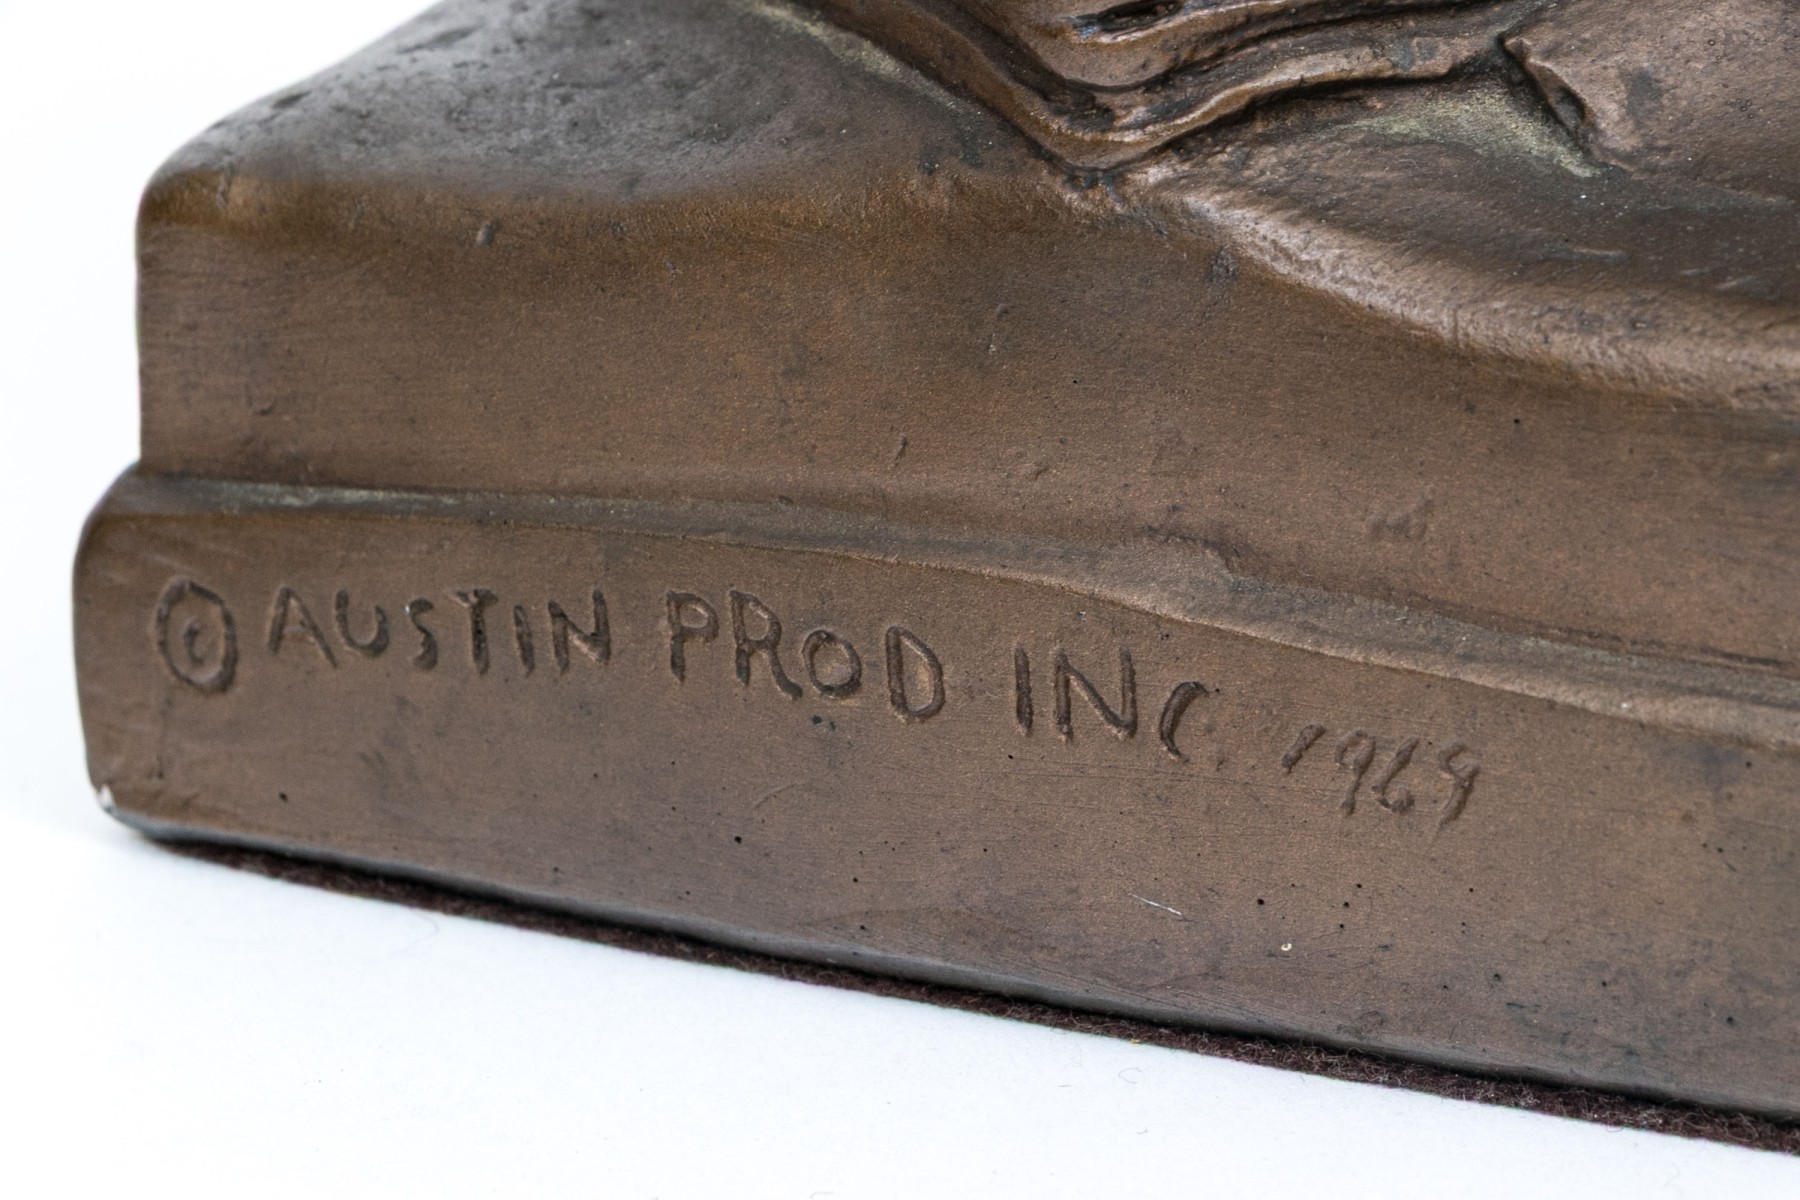 © AUSTIN PROD INC. 1969